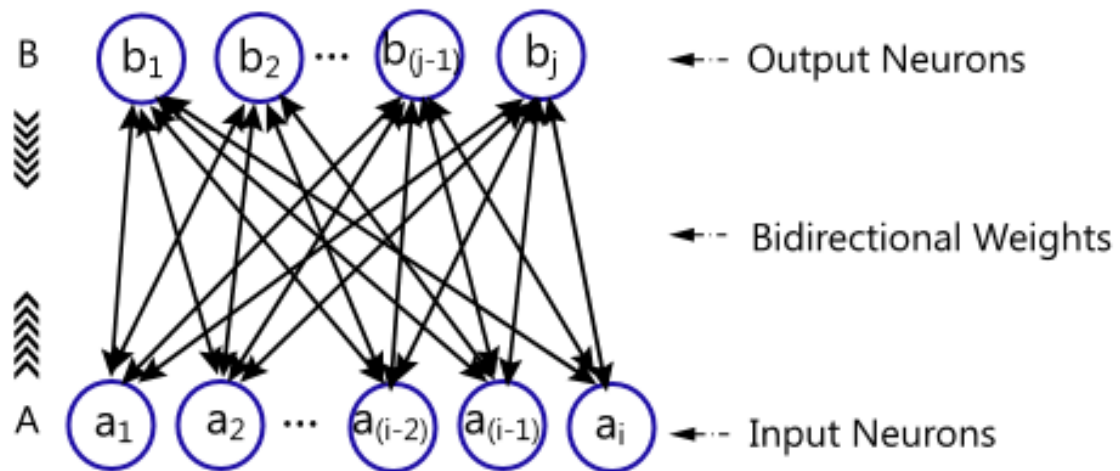 B b₁ b₂ ... b₍ⱼ₋₁₎ bⱼ Output Neurons
Bidirectional Weights
A a₁ a₂ ... a₍ᵢ₋₂₎ a₍ᵢ₋₁₎ aᵢ Input Neurons